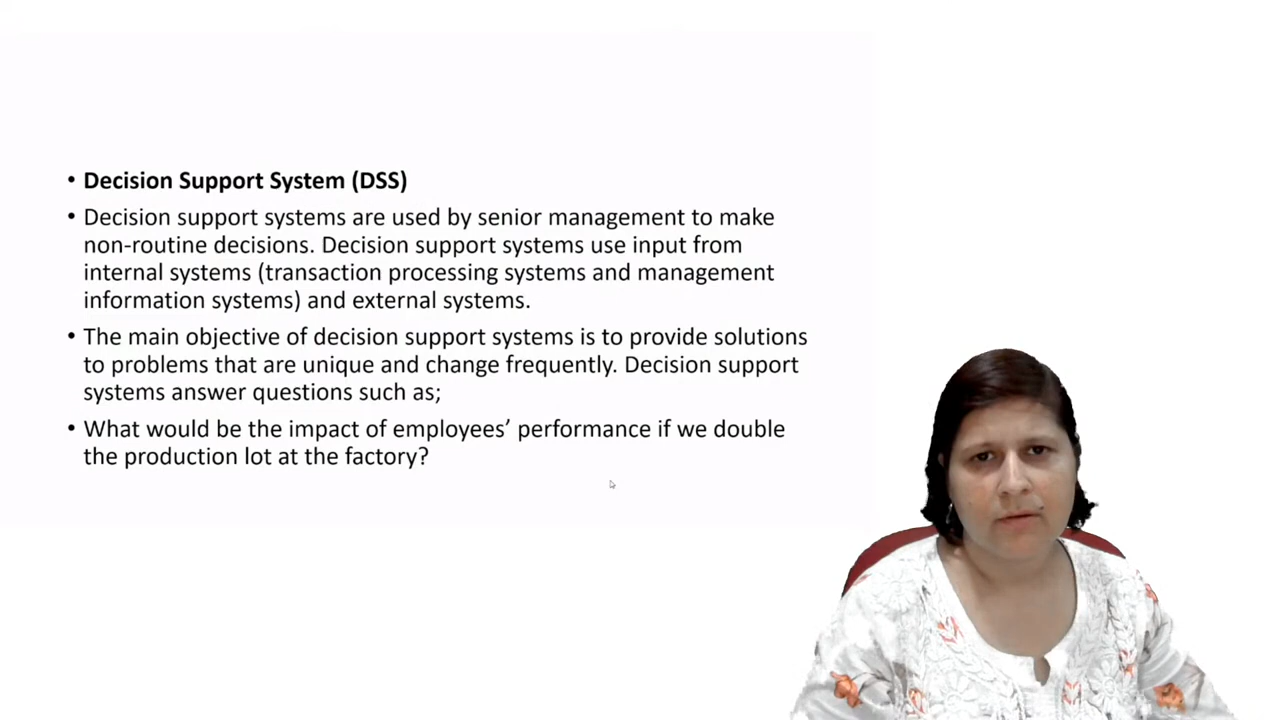 • Decision Support System (DSS)
• Decision support systems are used by senior management to make
non-routine decisions. Decision support systems use input from
internal systems (transaction processing systems and management
information systems) and external systems.
• The main objective of decision support systems is to provide solutions
to problems that are unique and change frequently. Decision support
systems answer questions such as;
• What would be the impact of employees’ performance if we double
the production lot at the factory?